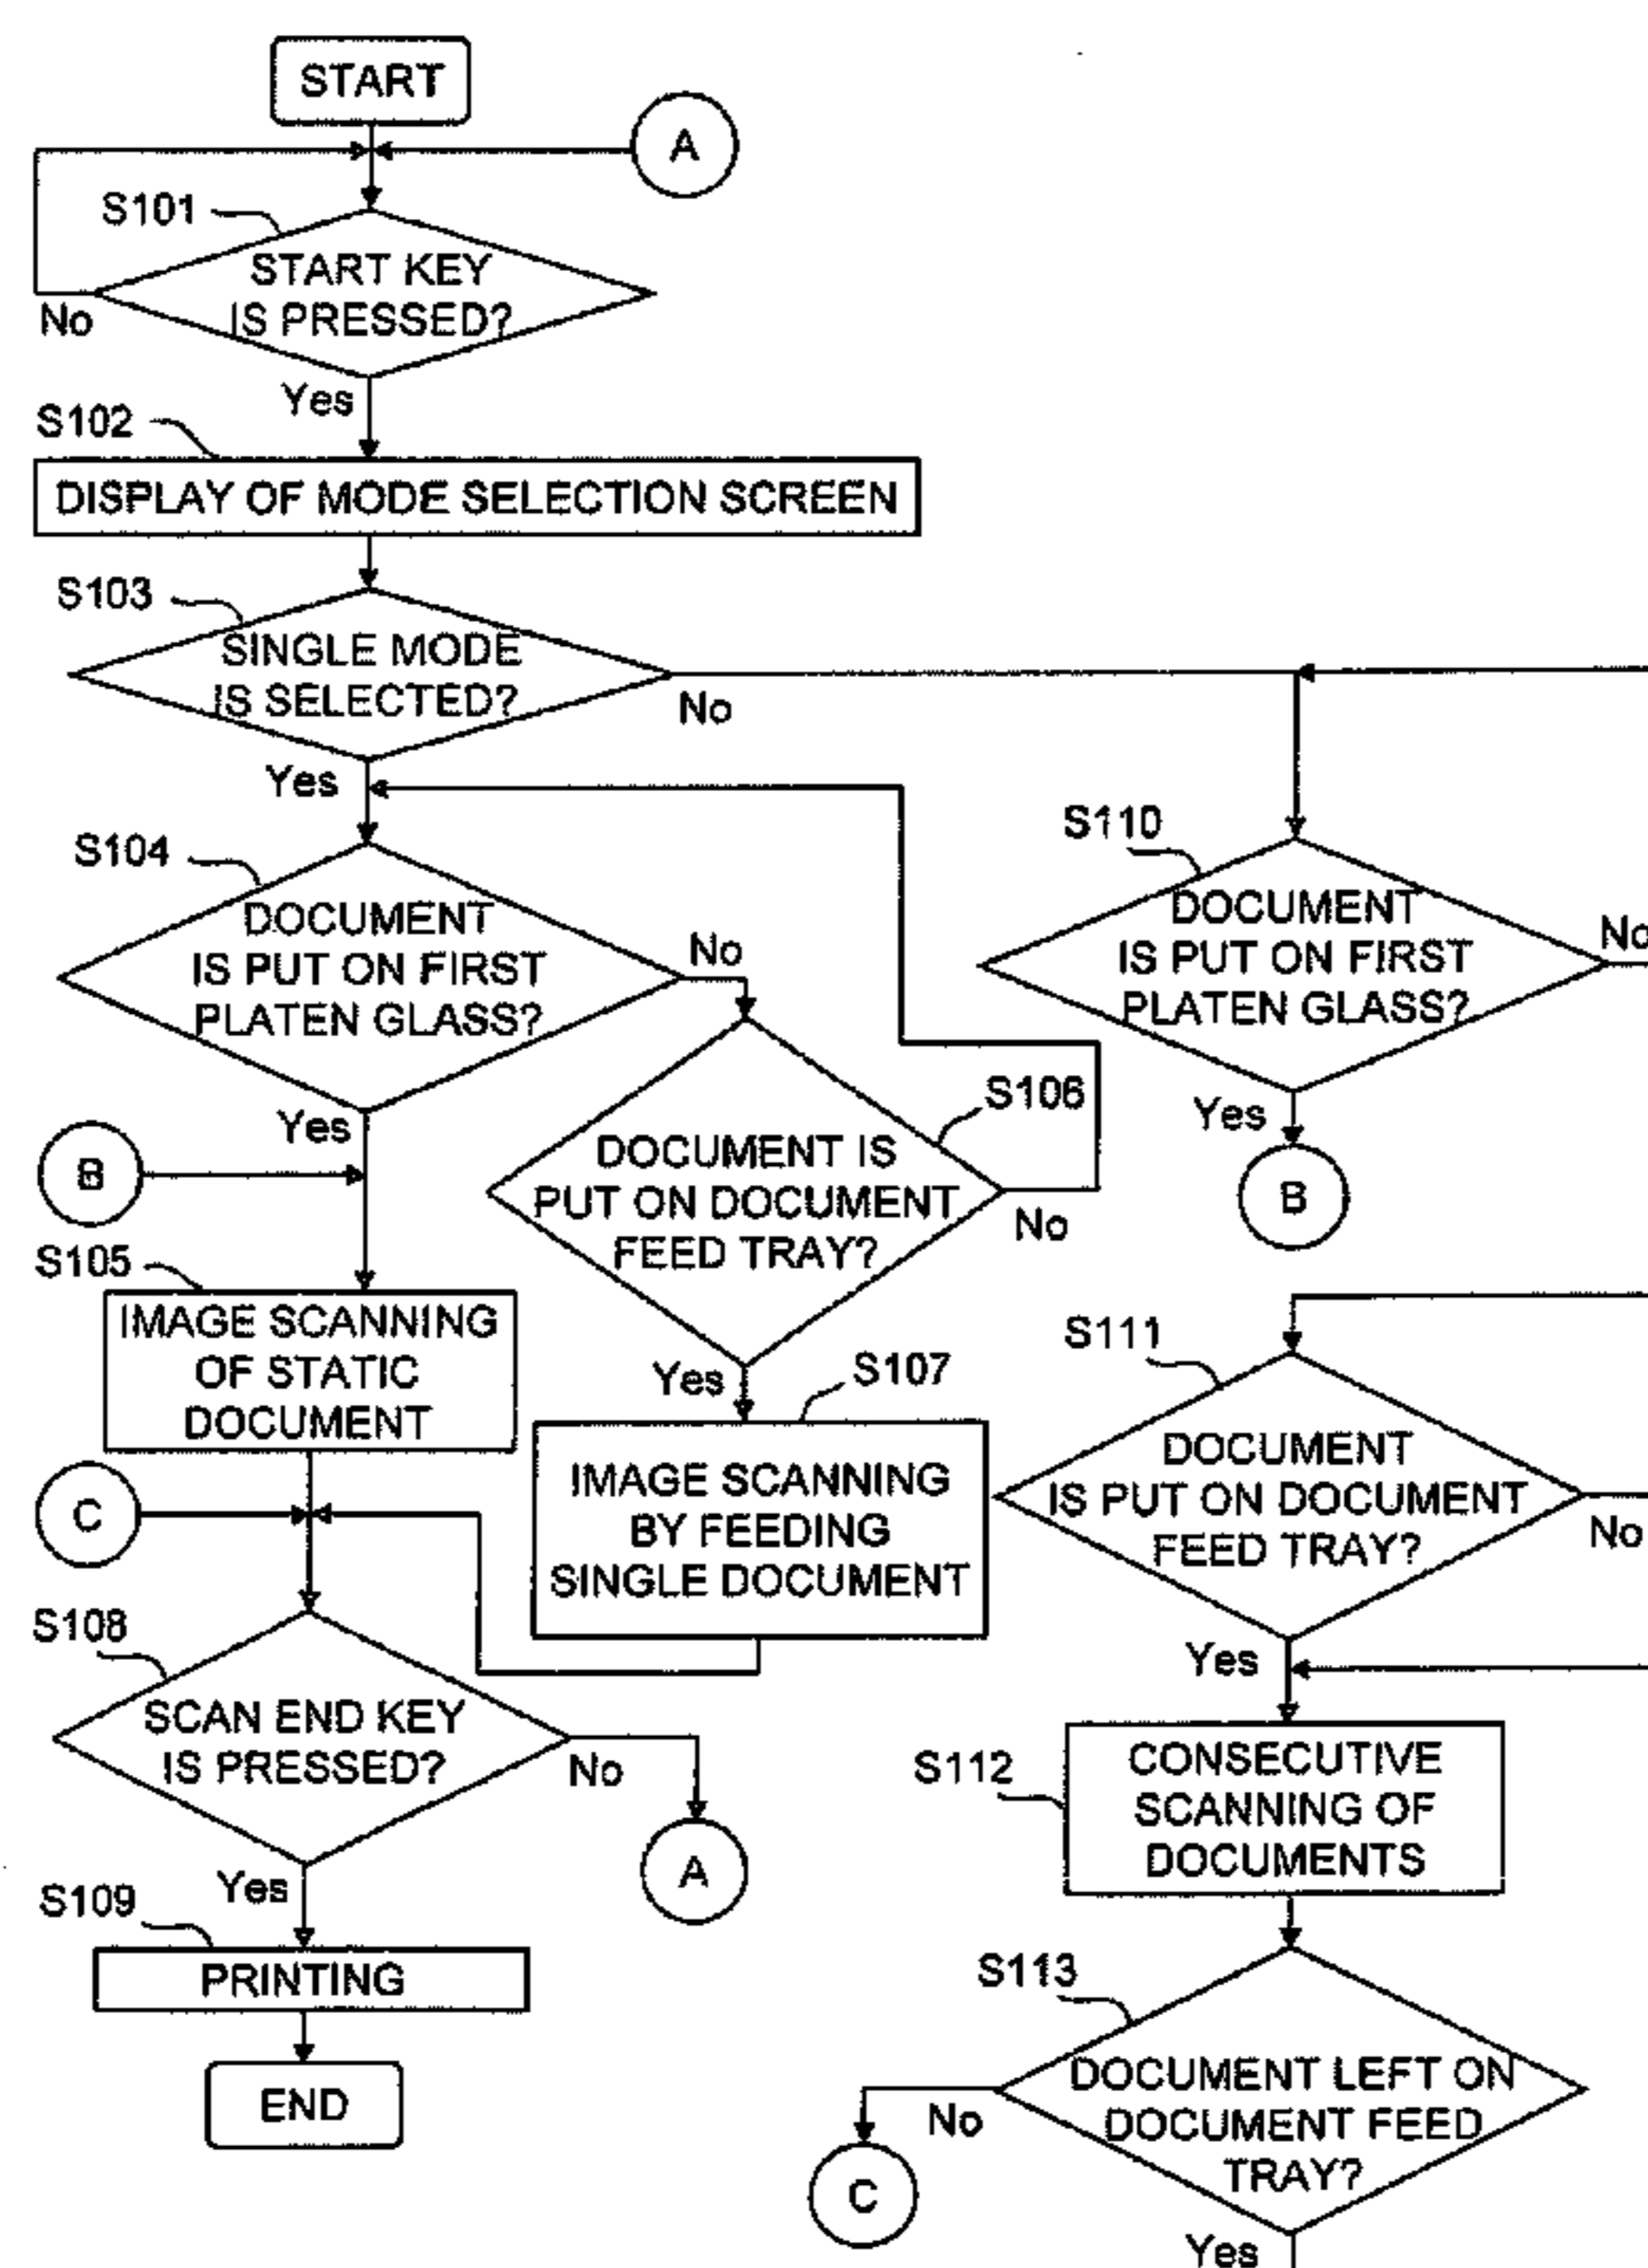 START
A
S101
START KEY
IS PRESSED?
No
Yes
S102
DISPLAY OF MODE SELECTION SCREEN
S103
SINGLE MODE
IS SELECTED?
No
Yes
S104
DOCUMENT
IS PUT ON FIRST
PLATEN GLASS?
No
Yes
B
S105
IMAGE SCANNING
OF STATIC
DOCUMENT
S106
DOCUMENT IS
PUT ON DOCUMENT
FEED TRAY?
No
Yes
S107
IMAGE SCANNING
BY FEEDING
SINGLE DOCUMENT
C
S108
SCAN END KEY
IS PRESSED?
No
A
Yes
S109
PRINTING
END
S110
DOCUMENT
IS PUT ON FIRST
PLATEN GLASS?
No
Yes
B
S111
DOCUMENT
IS PUT ON DOCUMENT
FEED TRAY?
No
Yes
S112
CONSECUTIVE
SCANNING OF
DOCUMENTS
S113
DOCUMENT LEFT ON
DOCUMENT FEED
TRAY?
No
C
Yes